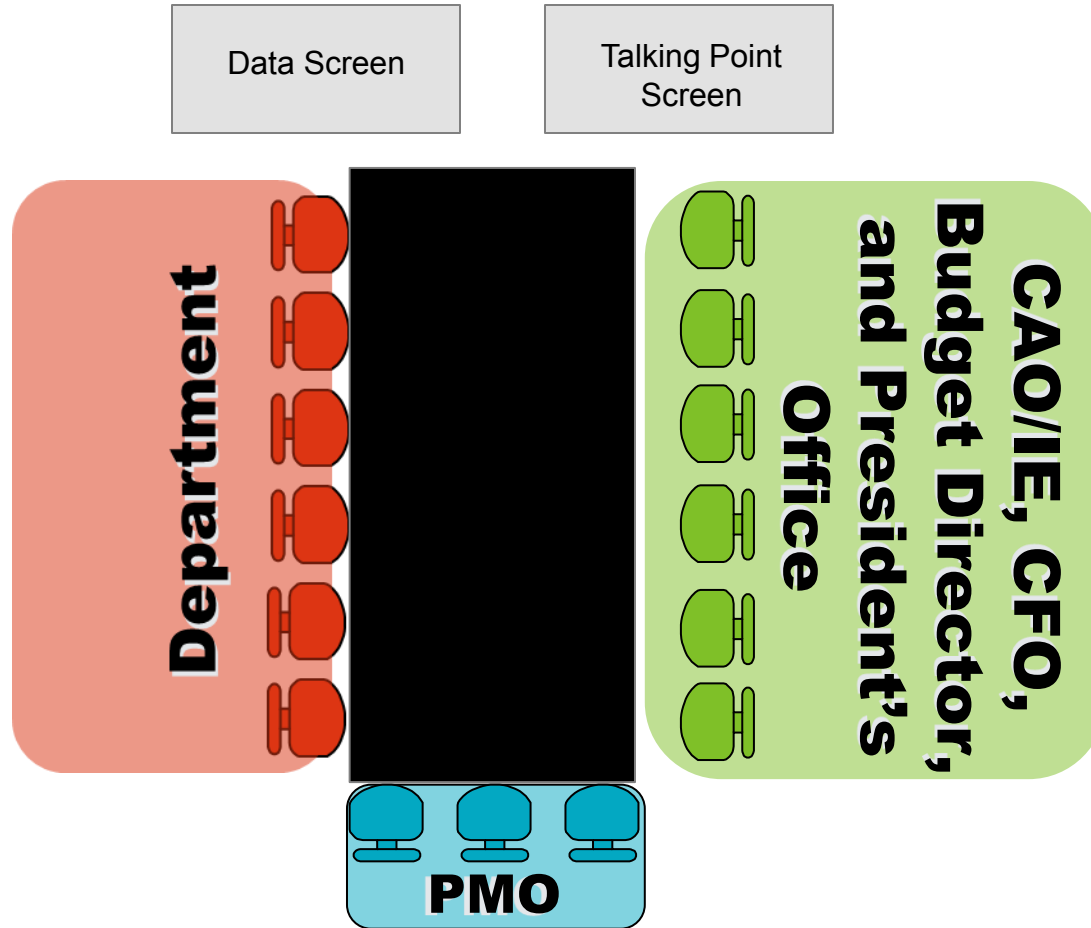 Data Screen
Talking Point
Screen
Department
CAO/IE, CFO,
Budget Director,
and President's
Office
PMO